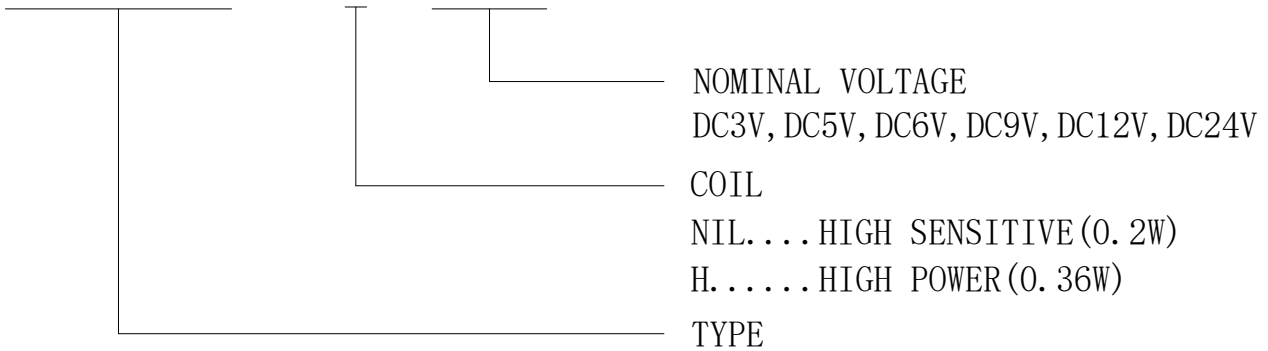 NOMINAL VOLTAGE
DC3V,DC5V,DC6V,DC9V,DC12V,DC24V
COIL
NIL....HIGH SENSITIVE(0.2W)
H......HIGH POWER(0.36W)
TYPE